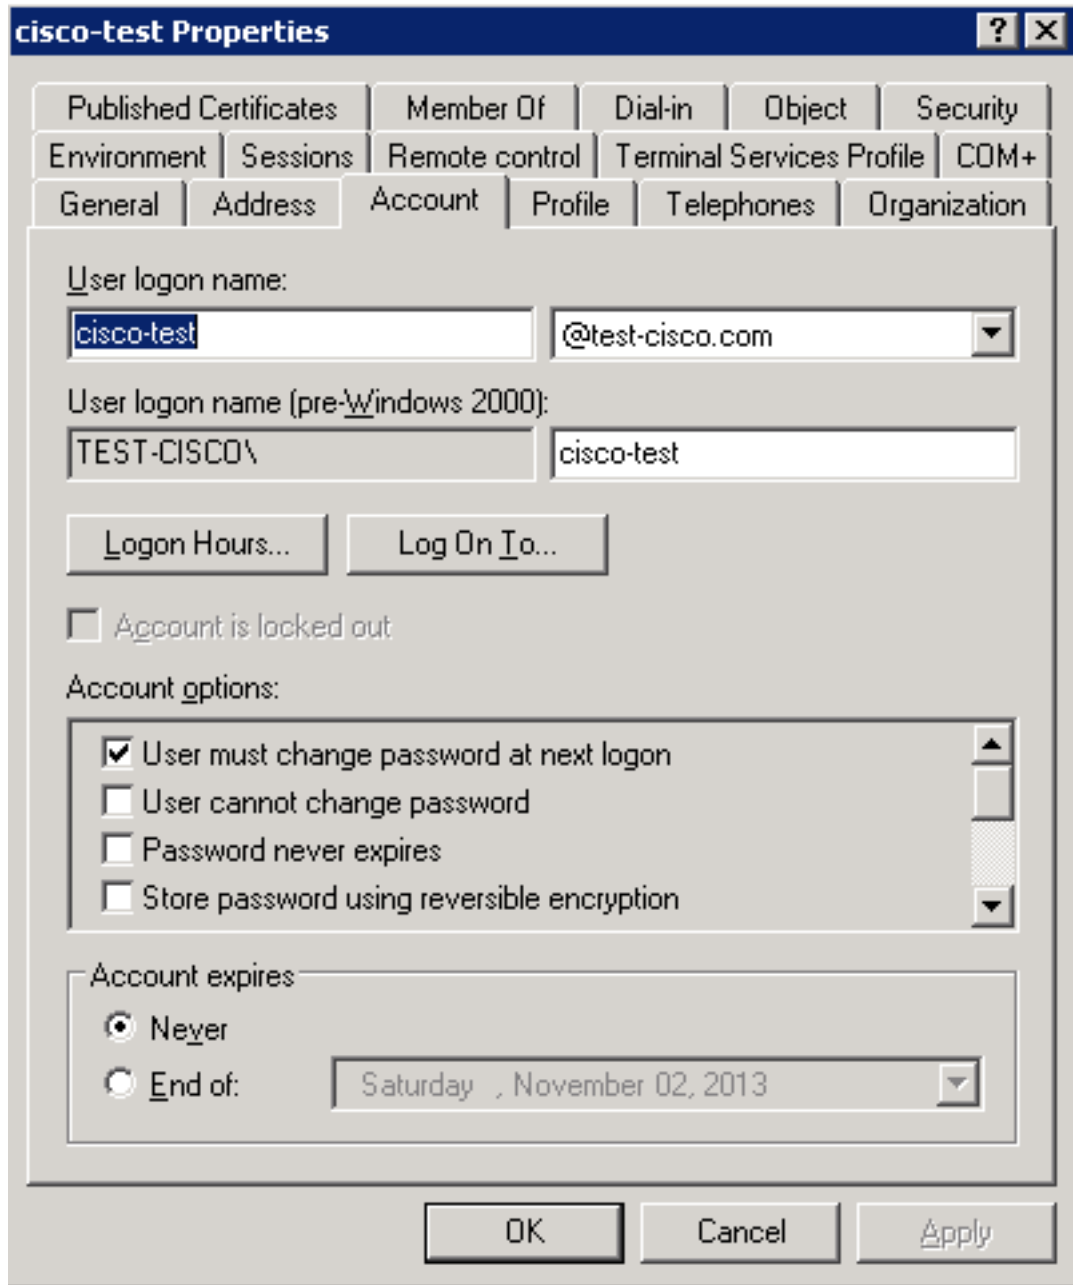 cisco-test Properties
Published Certificates Member Of Dial-in Object Security
Environment Sessions Remote control Terminal Services Profile COM+
General Address Account Profile Telephones Organization
User logon name:
cisco-test @test-cisco.com
User logon name (pre-Windows 2000):
TEST-CISCO\ cisco-test
Logon Hours... Log On To...
Account is locked out
Account options:
User must change password at next logon
User cannot change password
Password never expires
Store password using reversible encryption
Account expires
Never
End of: Saturday , November 02, 2013
OK Cancel Apply